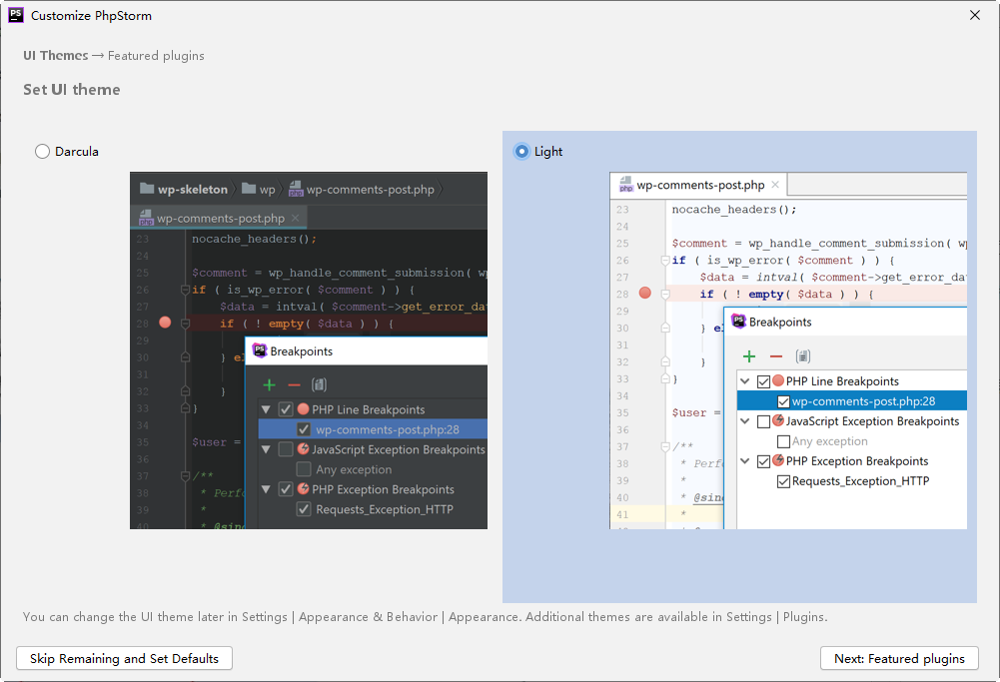 Customize PhpStorm
UI Themes → Featured plugins
Set UI theme
Darcula
wp-skeleton wp wp-comments-post.php
wp-comments-post.php
23 nocache_headers();
24
25 $comment = wp_handle_comment_submission( wp
26 if ( is_wp_error( $comment ) ) {
27 $data = intval( $comment->get_error_dat
28 if ( ! empty( $data ) ) {
29
30 } el
31
32 }
33 }
34
35 $user =
36
37 /**
38 * Perfo
39 *
40 * @sinc
Breakpoints
PHP Line Breakpoints
wp-comments-post.php:28
JavaScript Exception Breakpoints
Any exception
PHP Exception Breakpoints
Requests_Exception_HTTP
Light
wp-comments-post.php
23 nocache_headers();
24
25 $comment = wp_handle_comment_submission( wp
26 if ( is_wp_error( $comment ) ) {
27 $data = intval( $comment->get_error_da
28 if ( ! empty( $data ) ) {
29
30 } el
31
32 }
33 }
34
35 $user =
36
37 /**
38 * Perf
39 *
40 * @sinc
41 *
Breakpoints
PHP Line Breakpoints
wp-comments-post.php:28
JavaScript Exception Breakpoints
Any exception
PHP Exception Breakpoints
Requests_Exception_HTTP
You can change the UI theme later in Settings | Appearance & Behavior | Appearance. Additional themes are available in Settings | Plugins.
Skip Remaining and Set Defaults
Next: Featured plugins